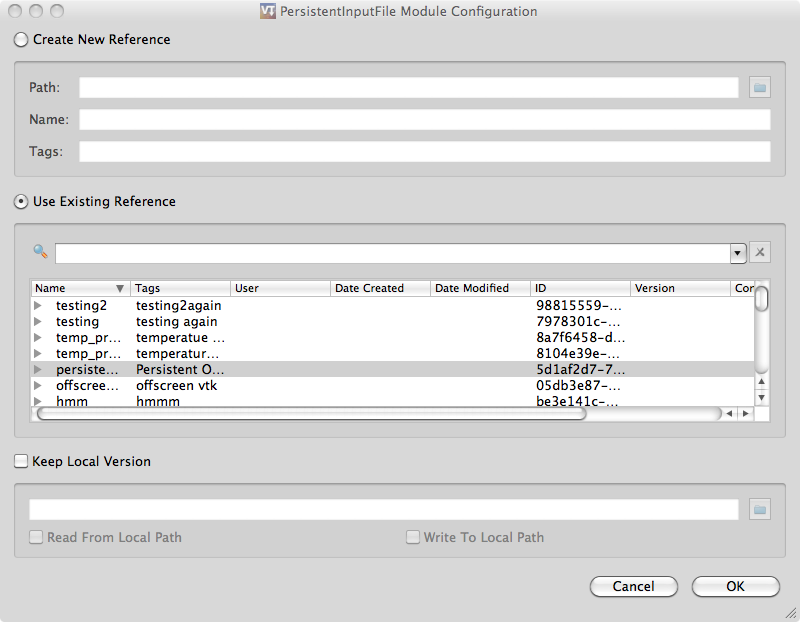 VT PersistentInputFile Module Configuration
Create New Reference
Path:
Name:
Tags:
Use Existing Reference
Name Tags User Date Created Date Modified ID Version Cor
testing2 testing2again 98815559-...
testing testing again 7978301c-...
temp_pr... temperatue ... 8a7f6458-d...
temp_pr... temperatur... 8104e39e-...
persiste... Persistent O... 5d1af2d7-7...
offscree... offscreen vtk 05db3e87-...
hmm hmmm be3e141c-...
Keep Local Version
Read From Local Path Write To Local Path
Cancel OK